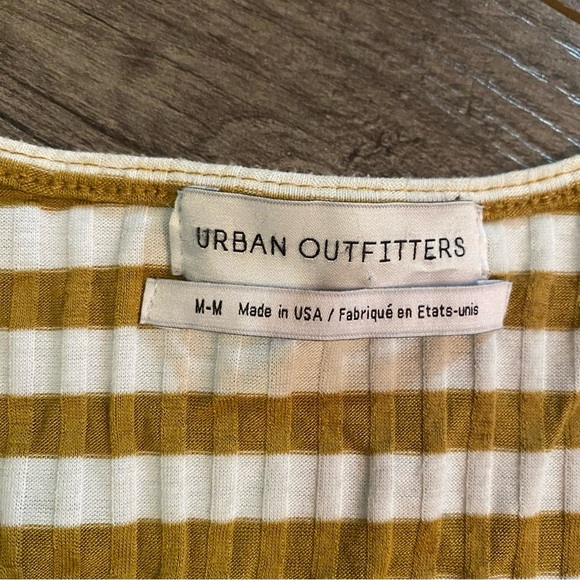 URBAN OUTFITTERS
M-M Made in USA / Fabriqué en Etats-unis